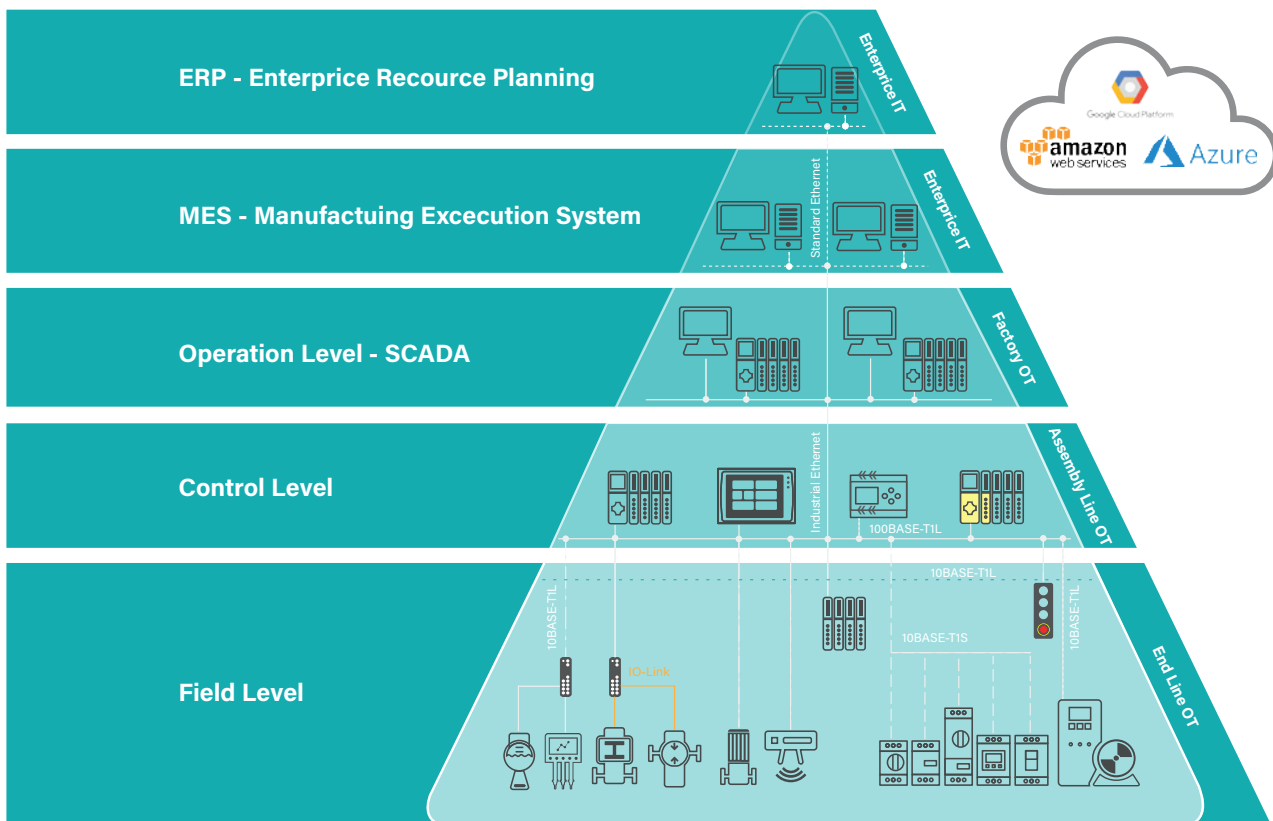 ERP - Enterprice Recource Planning
Enterprice IT
Google Cloud Platform
amazon
web services
Azure
MES - Manufactuing Excecution System
Standard Ethernet
Enterprice IT
Operation Level - SCADA
Factory OT
Control Level
Industrial Ethernet
100BASE-T1L
Assembly Line OT
Field Level
10BASE-T1L
10BASE-T1L
10BASE-T1S
10BASE-T1L
IO-Link
End Line OT